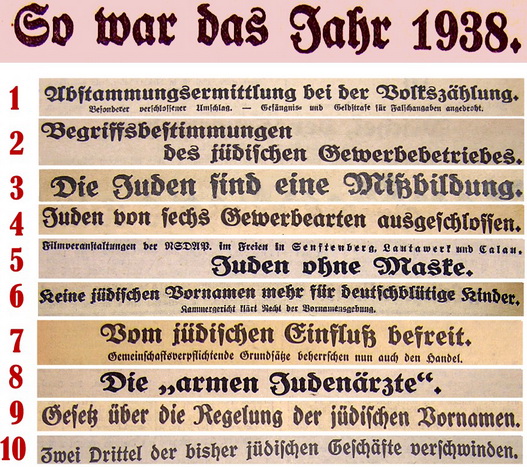 So war das Jahr 1938.
1 Abstammungsermittlung bei der Volkszählung.
Besonderer verschlossener Umschlag. — Gefängnis- und Geldstrafe für Falschangaben angedroht.
2 Begriffsbestimmungen
des jüdischen Gewerbebetriebes.
3 Die Juden sind eine Mißbildung.
4 Juden von sechs Gewerbearten ausgeschlossen.
Filmveranstaltungen der NSDAP. im Freien in Senftenberg, Lautawerk und Calau.
5 Juden ohne Maske.
6 Keine jüdischen Vornamen mehr für deutschblütige Kinder.
Kammergericht klärt Recht der Vornamensgebung.
7 Vom jüdischen Einfluß befreit.
Gemeinschaftsverpflichtende Grundsätze beherrschen nun auch den Handel.
8 Die „armen Judenärzte“.
9 Gesetz über die Regelung der jüdischen Vornamen.
10 Zwei Drittel der bisher jüdischen Geschäfte verschwinden.